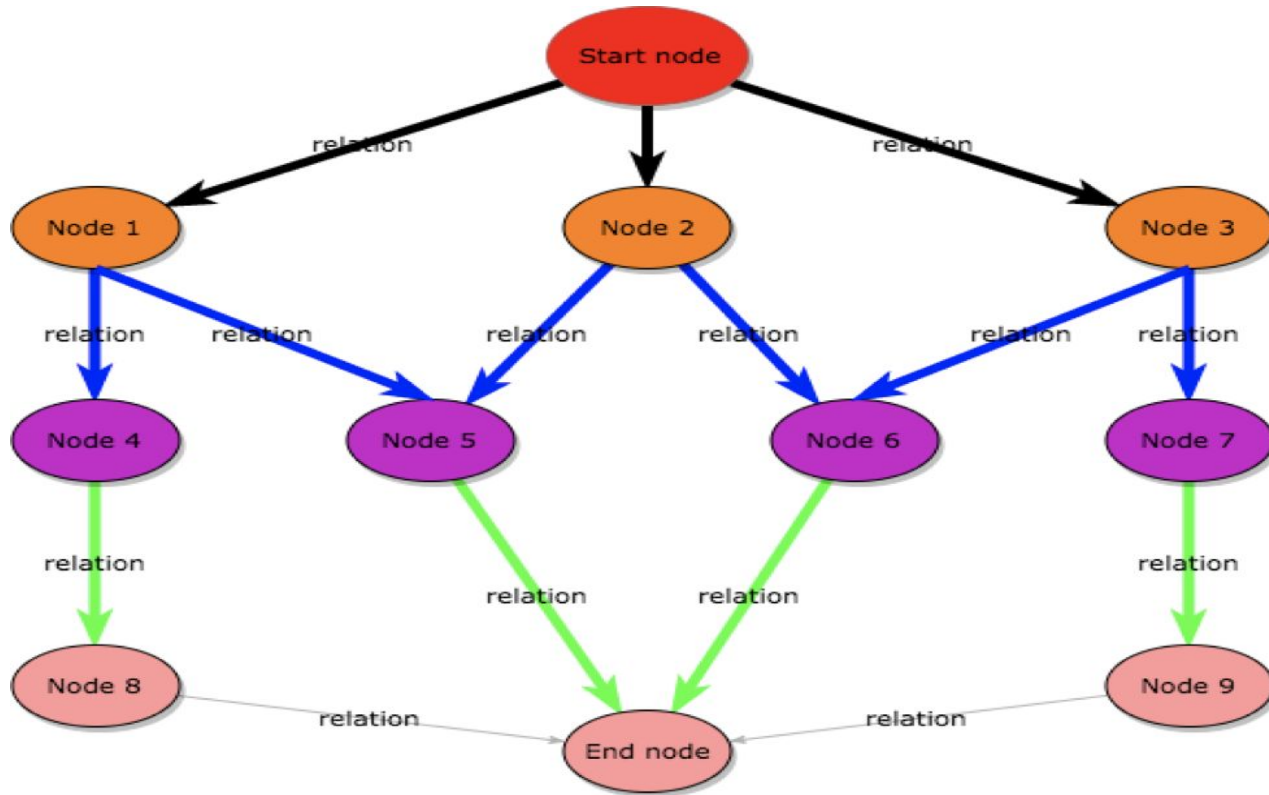 Start node
relation
relation
Node 1
Node 2
Node 3
relation
relation
relation
relation
relation
relation
Node 4
Node 5
Node 6
Node 7
relation
relation
relation
relation
Node 8
Node 9
relation
relation
End node